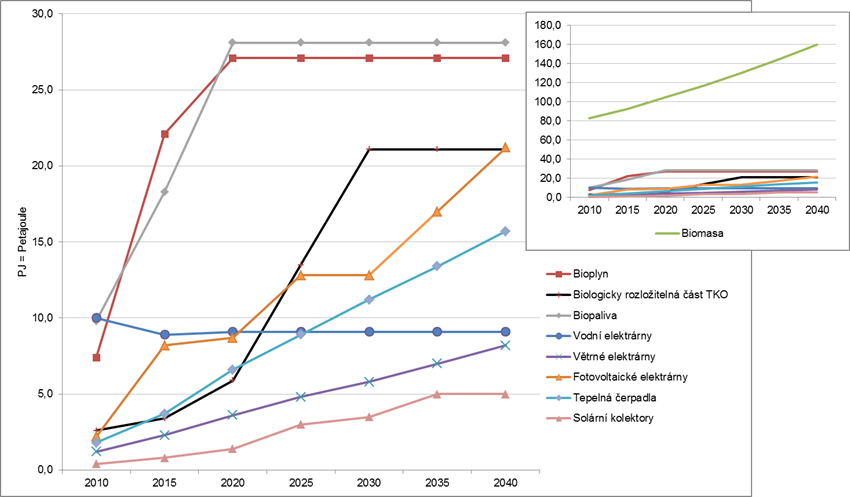 30,0
25,0
20,0
15,0
10,0
5,0
0,0
PJ = Petajoule
2010 2015 2020 2025 2030 2035 2040
180,0
160,0
140,0
120,0
100,0
80,0
60,0
40,0
20,0
0,0
2010 2015 2020 2025 2030 2035 2040
Biomasa
Bioplyn
Biologicky rozložitelná část TKO
Biopaliva
Vodní elektrárny
Větrné elektrárny
Fotovoltaické elektrárny
Tepelná čerpadla
Solární kolektory